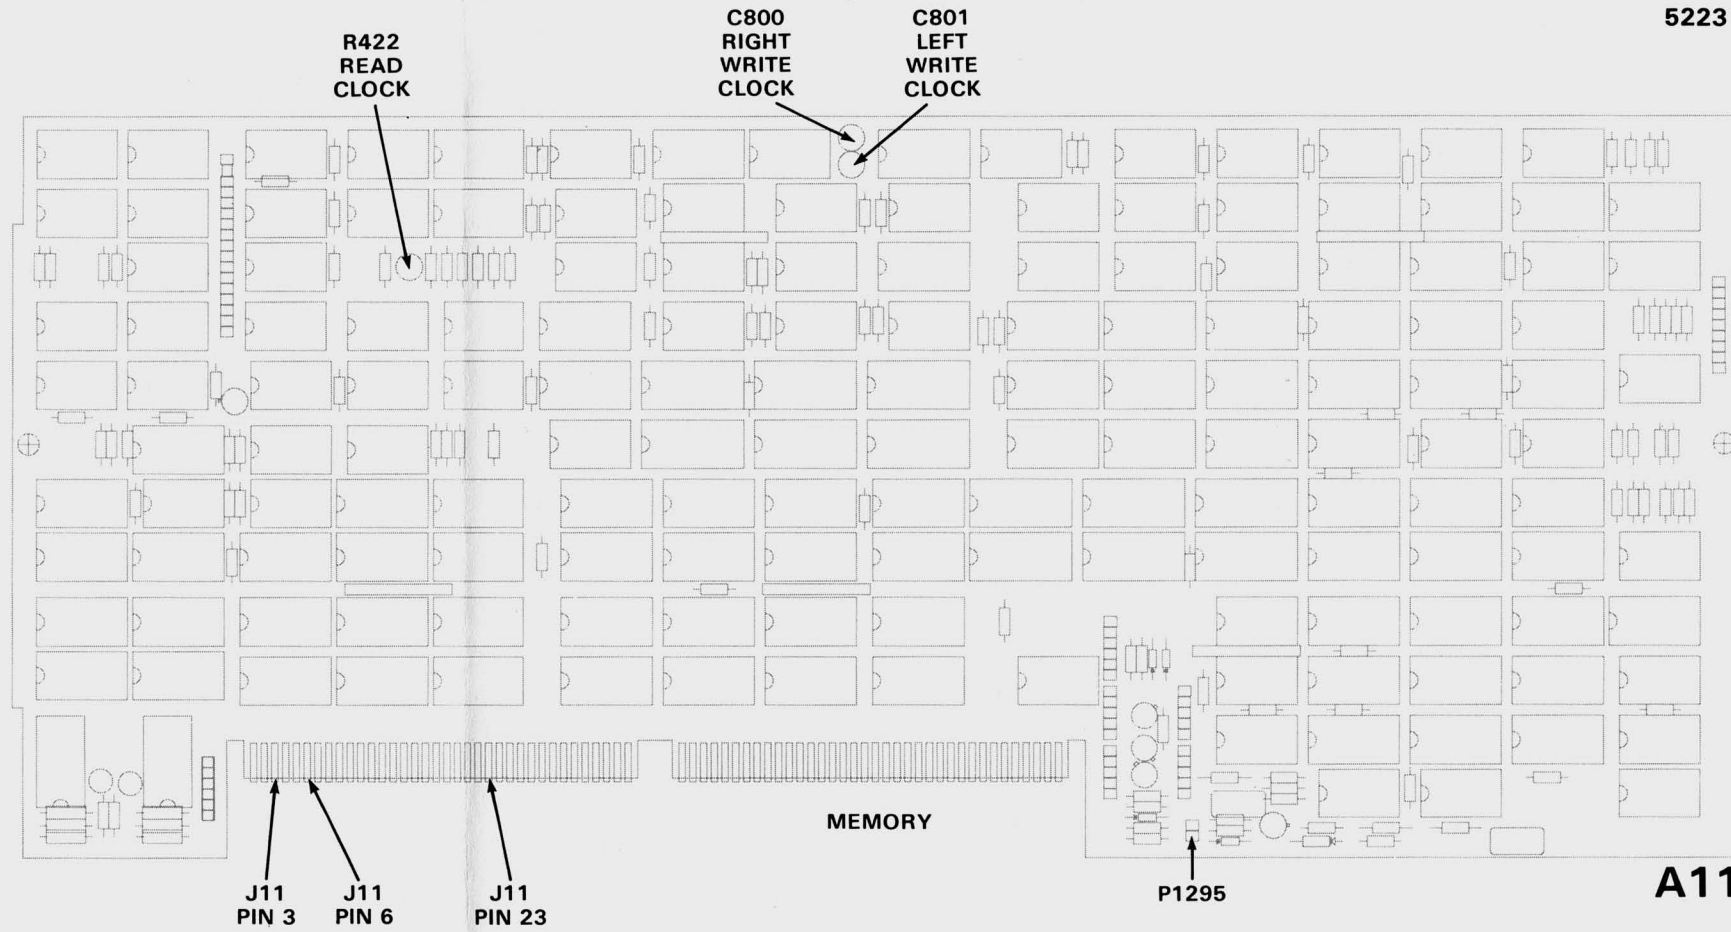 5223
R422
READ
CLOCK
C800
RIGHT
WRITE
CLOCK
C801
LEFT
WRITE
CLOCK
MEMORY
J11
PIN 3
J11
PIN 6
J11
PIN 23
P1295
A11